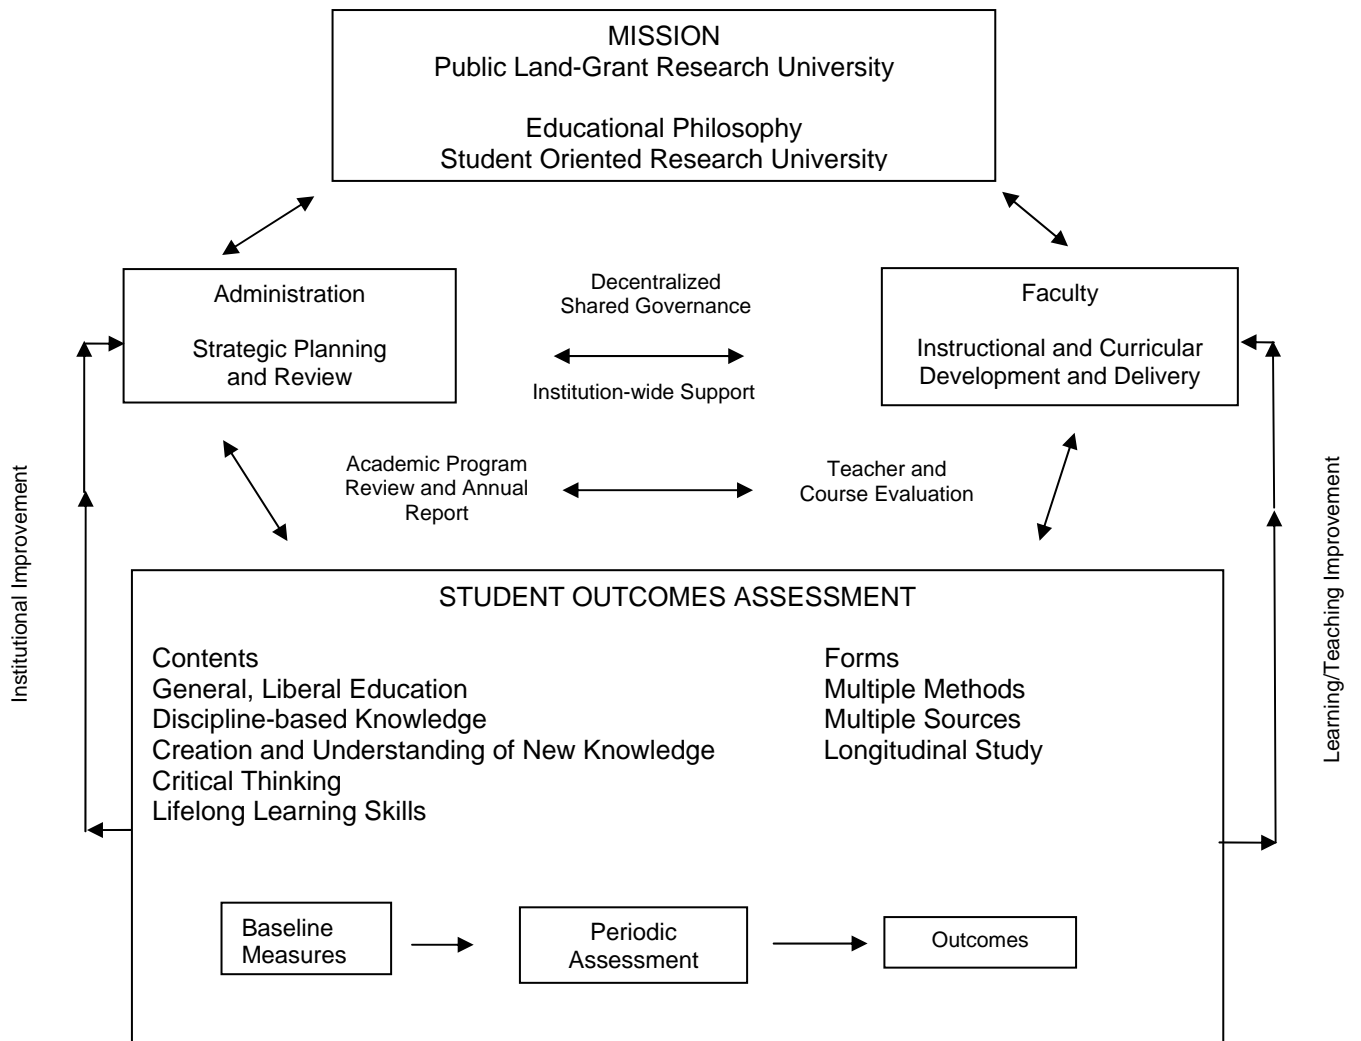 MISSION
Public Land-Grant Research University
Educational Philosophy
Student Oriented Research University
Administration
Strategic Planning
and Review
Decentralized
Shared Governance
Institution-wide Support
Faculty
Instructional and Curricular
Development and Delivery
Academic Program
Review and Annual
Report
Teacher and
Course Evaluation
Institutional Improvement
Learning/Teaching Improvement
STUDENT OUTCOMES ASSESSMENT
Contents
General, Liberal Education
Discipline-based Knowledge
Creation and Understanding of New Knowledge
Critical Thinking
Lifelong Learning Skills
Forms
Multiple Methods
Multiple Sources
Longitudinal Study
Baseline
Measures
Periodic
Assessment
Outcomes